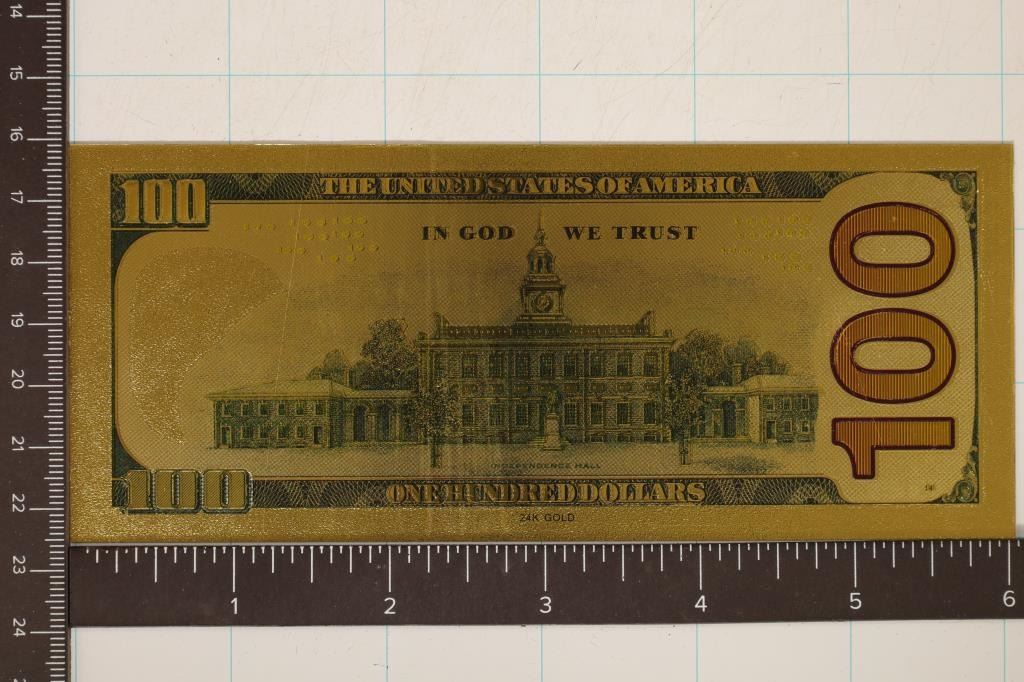 14
15
16
17
18
19
20
21
22
23
24
100
THE UNITED STATES OF AMERICA
IN GOD WE TRUST
100
INDEPENDENCE HALL
100
ONE HUNDRED DOLLARS
24K GOLD
1 2 3 4 5 6